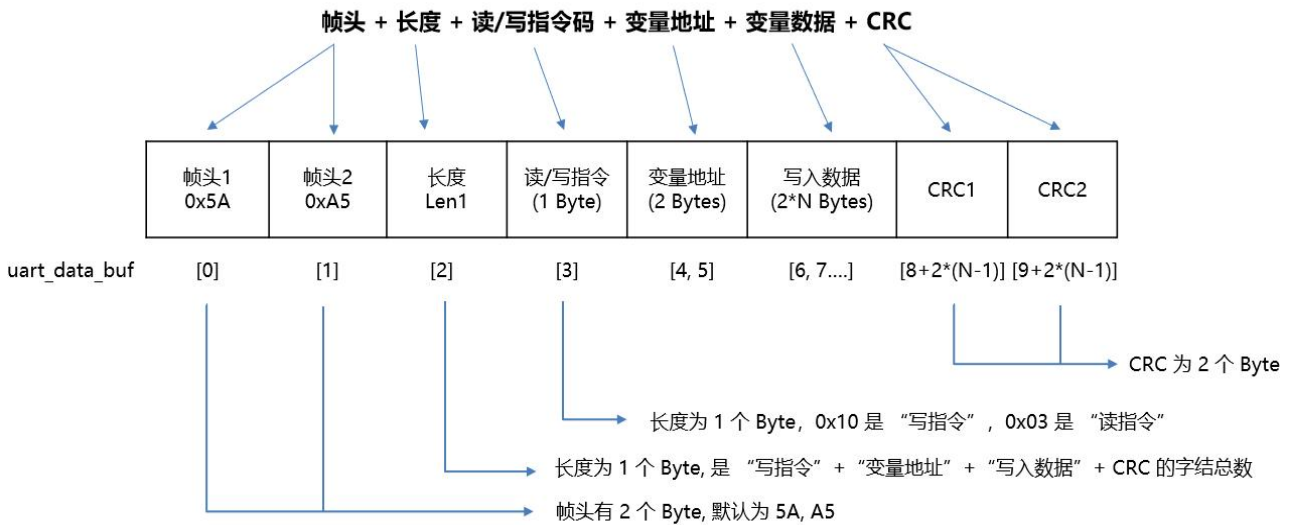 帧头 + 长度 + 读/写指令码 + 变量地址 + 变量数据 + CRC
帧头1
0x5A
帧头2
0xA5
长度
Len1
读/写指令
(1 Byte)
变量地址
(2 Bytes)
写入数据
(2*N Bytes)
CRC1
CRC2
uart_data_buf
[0]
[1]
[2]
[3]
[4, 5]
[6, 7....]
[8+2*(N-1)]
[9+2*(N-1)]
CRC 为 2 个 Byte
长度为 1 个 Byte, 0x10 是 “写指令” , 0x03 是 “读指令”
长度为 1 个 Byte, 是 “写指令” + “变量地址” + “写入数据” + CRC 的字结总数
帧头有 2 个 Byte, 默认为 5A, A5